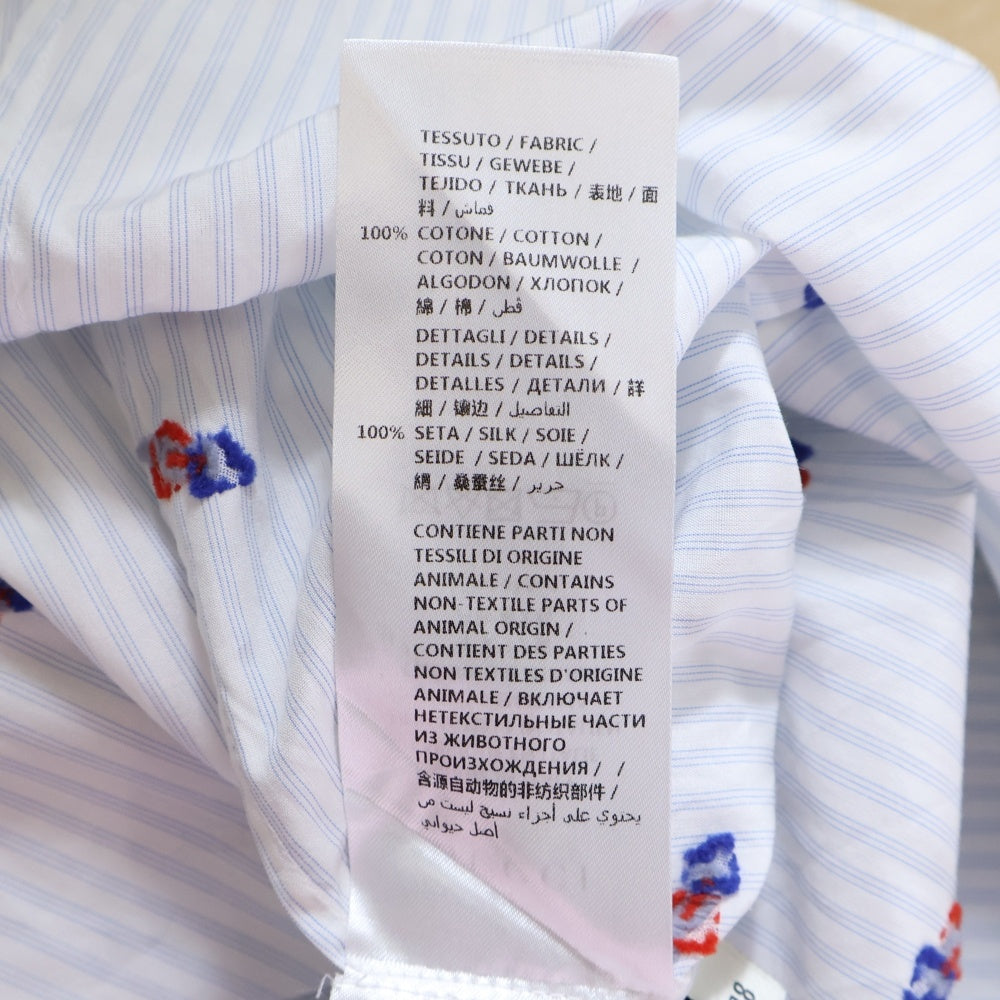 TESSUTO / FABRIC /
TISSU / GEWEBE /
TEJIDO / ТКАНЬ / 表地 / 面
料 / قماش
100% COTONE / COTTON /
COTON / BAUMWOLLE /
ALGODON / ХЛОПОК /
綿 / 棉 / قطن
DETTAGLI / DETAILS /
DETAILS / DETAILS /
DETALLES / ДЕТАЛИ / 詳
細 / 镶边 / التفاصيل
100% SETA / SILK / SOIE /
SEIDE / SEDA / ШЁЛК /
絹 / 桑蚕丝 / حرير
CONTIENE PARTI NON
TESSILI DI ORIGINE
ANIMALE / CONTAINS
NON-TEXTILE PARTS OF
ANIMAL ORIGIN /
CONTIENT DES PARTIES
NON TEXTILES D'ORIGINE
ANIMALE / ВКЛЮЧАЕТ
НЕТЕКСТИЛЬНЫЕ ЧАСТИ
ИЗ ЖИВОТНОГО
ПРОИЗХОЖДЕНИЯ / /
含源自动物的非纺织部件 /
يحتوي على أجزاء نسيج ليست من
أصل حيواني